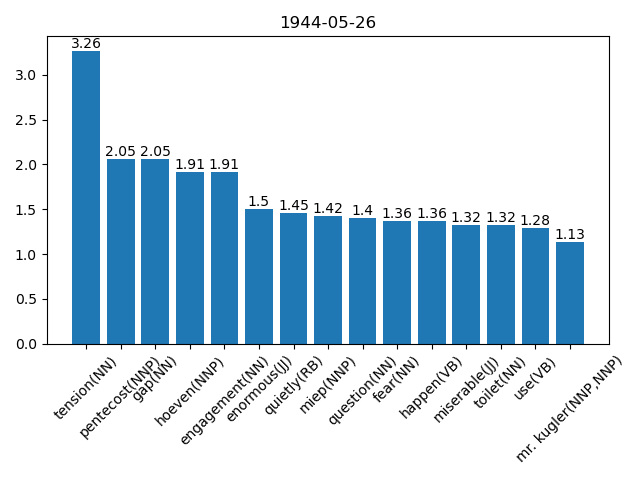 1944-05-26
3.26
2.05 2.05
1.91 1.91
1.5
1.45
1.42
1.4
1.36 1.36
1.32 1.32
1.28
1.13
3.0
2.5
2.0
1.5
1.0
0.5
0.0
tension(NN)
pentecost(NNP)
gap(NN)
hoeven(NNP)
engagement(NN)
enormous(JJ)
quietly(RB)
miep(NNP)
question(NN)
fear(NN)
happen(VB)
miserable(JJ)
toilet(NN)
use(VB)
mr. kugler(NNP,NNP)